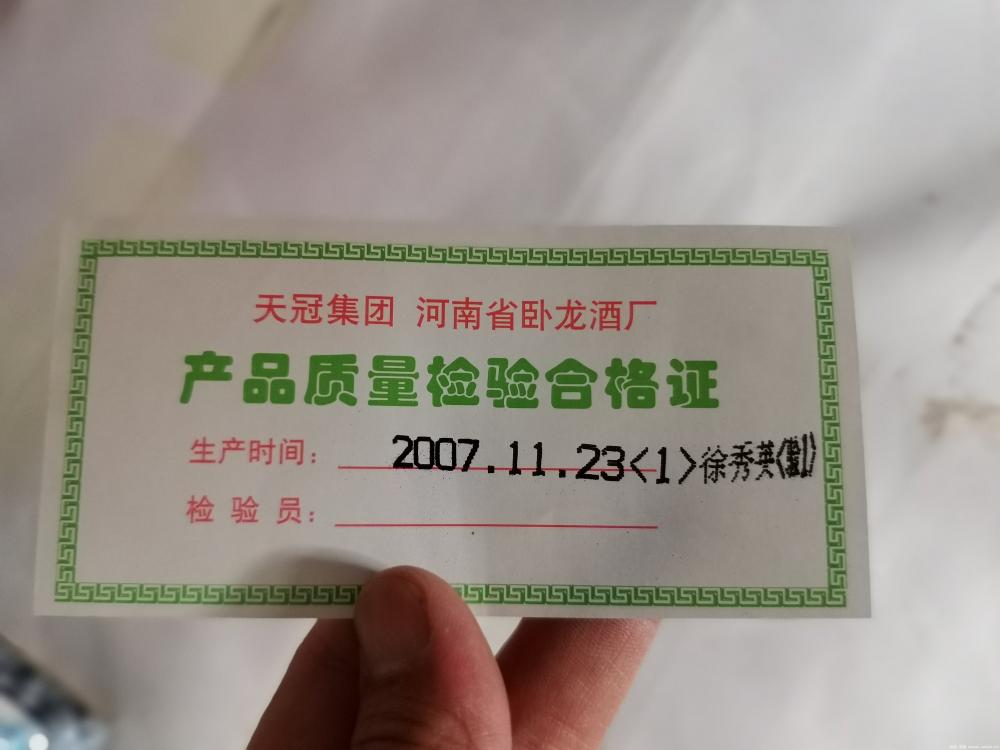 天冠集团 河南省卧龙酒厂
产品质量检验合格证
生产时间: 2007.11.23<1>徐秀英
检 验 员: